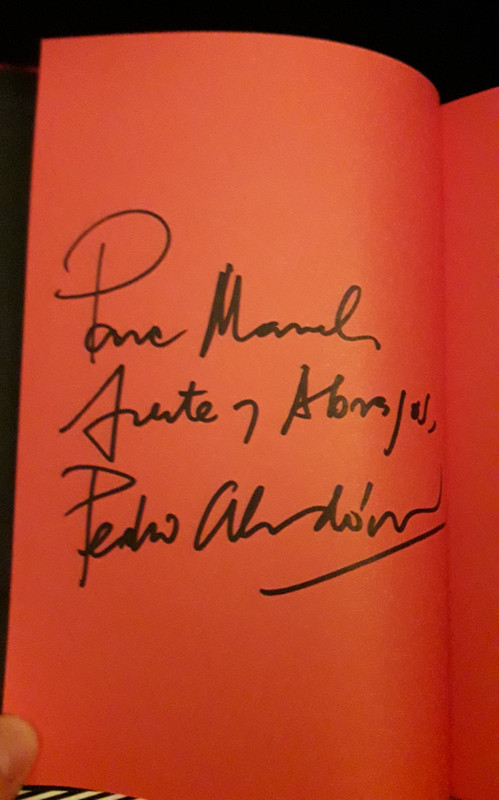 Para Manuel,
Suerte y Abrazos,
Pedro Almodóvar